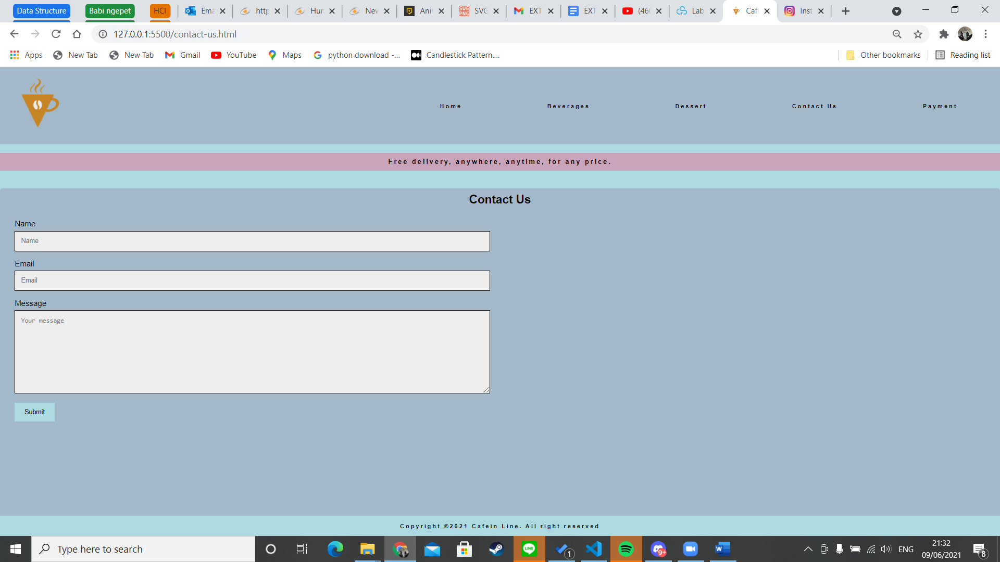 Data Structure Babi ngepet HCI Ema http Hur New Ani SVG EXT EXT (460 Lab Caf Inst
127.0.0.1:5500/contact-us.html
Apps New Tab New Tab Gmail YouTube Maps python download -... Candlestick Pattern.... Other bookmarks Reading list
Home Beverages Dessert Contact Us Payment
Free delivery, anywhere, anytime, for any price.
Contact Us
Name
Name
Email
Email
Message
Your message
Submit
Copyright ©2021 Cafein Line. All right reserved
Type here to search
LINE
1
9+
ENG
21:32
09/06/2021
8